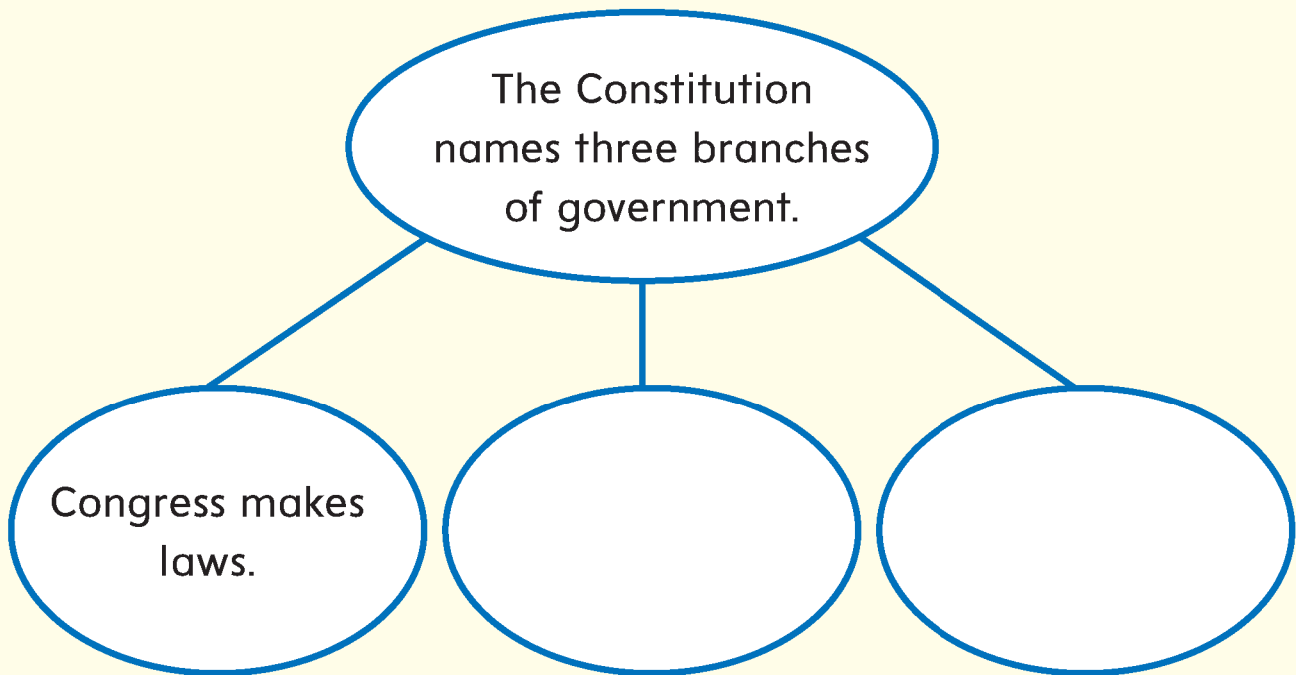 The Constitution
names three branches
of government.
Congress makes
laws.